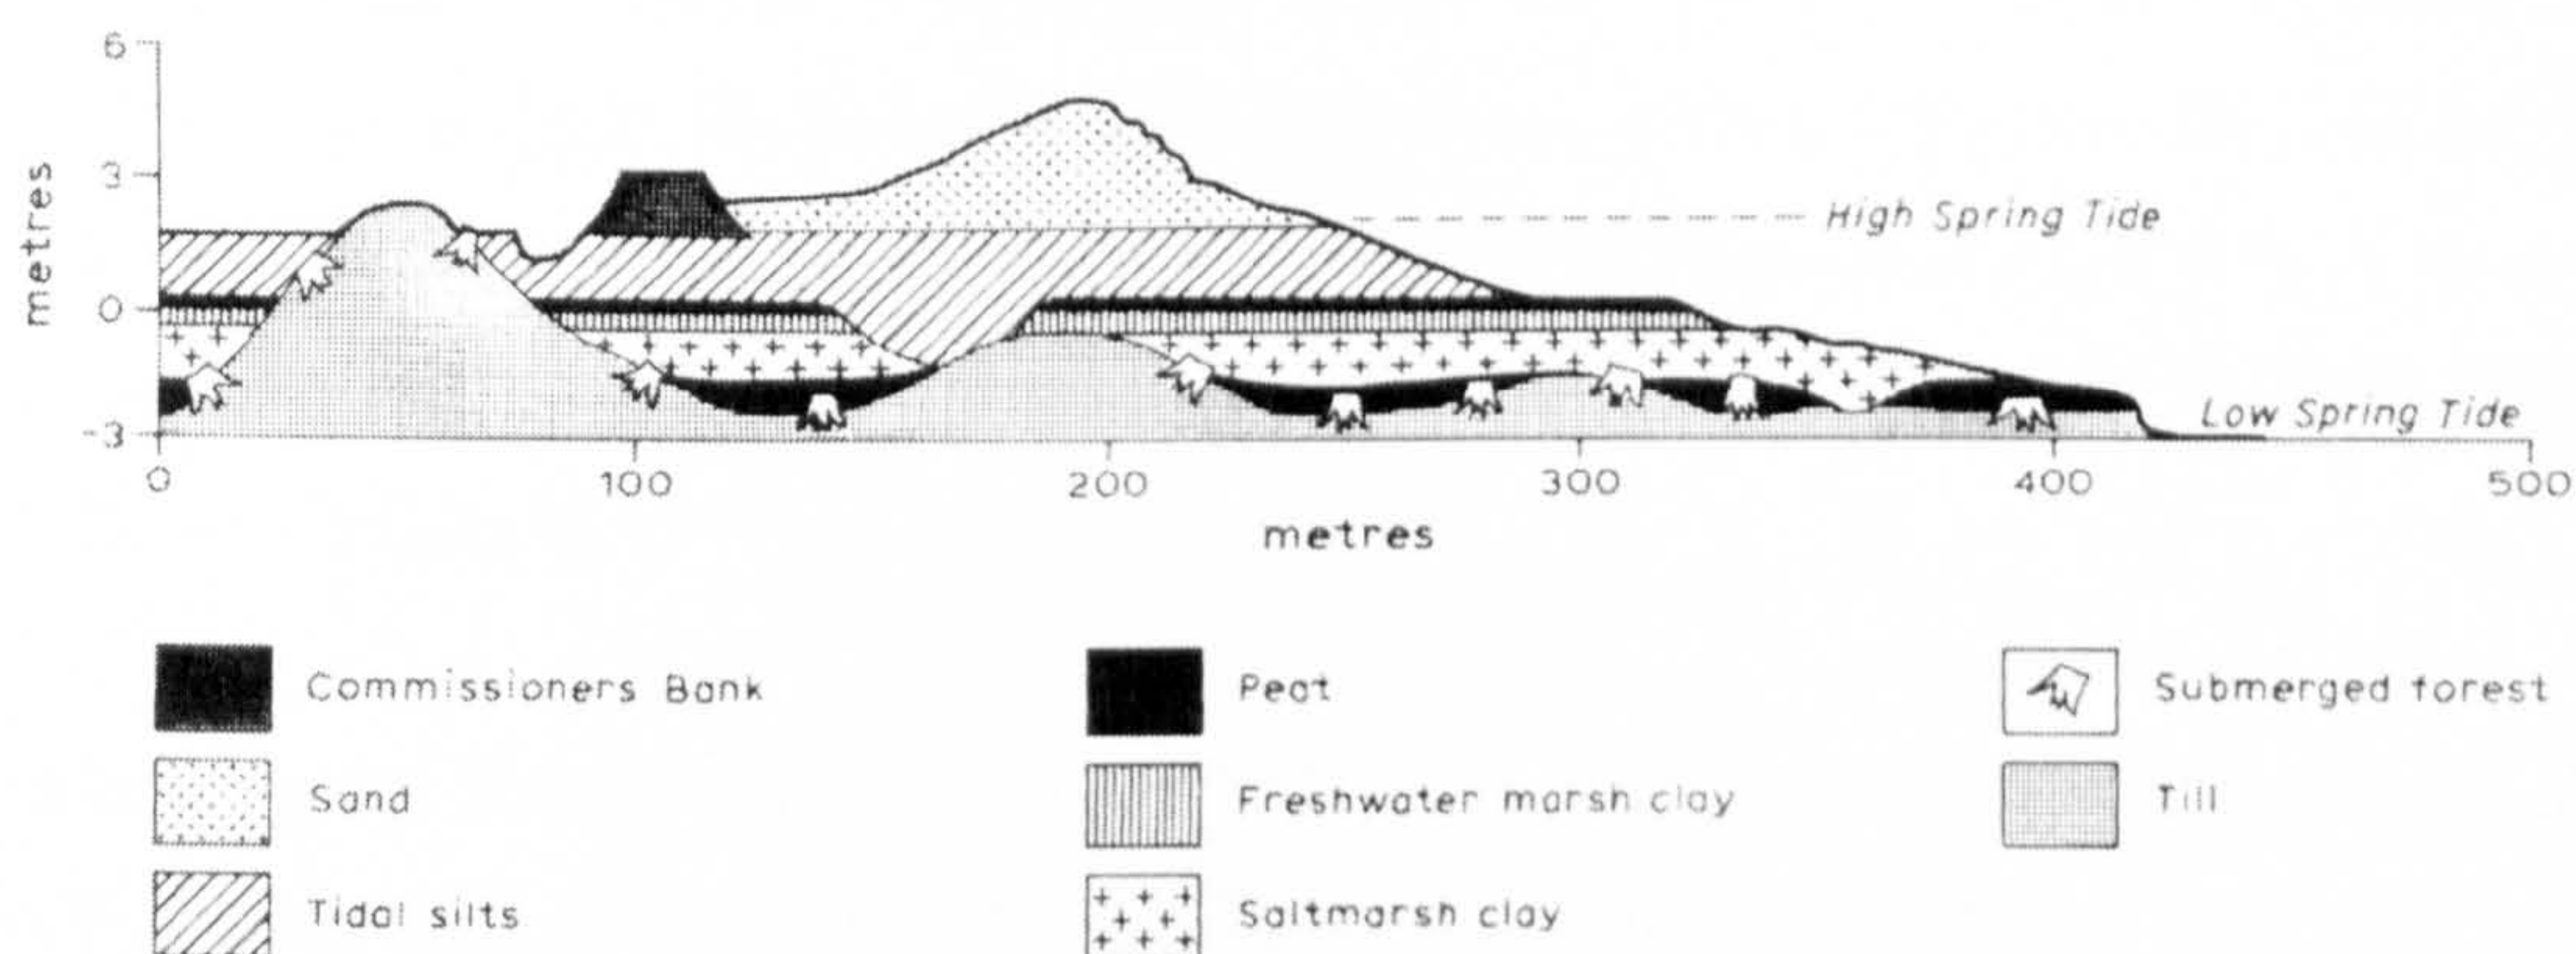 6
3
0
-3
metres
High Spring Tide
Low Spring Tide
0 100 200 300 400 500
metres
Commissioners Bank
Peat
Submerged forest
Sand
Freshwater marsh clay
Till
Tidal silts
Saltmarsh clay